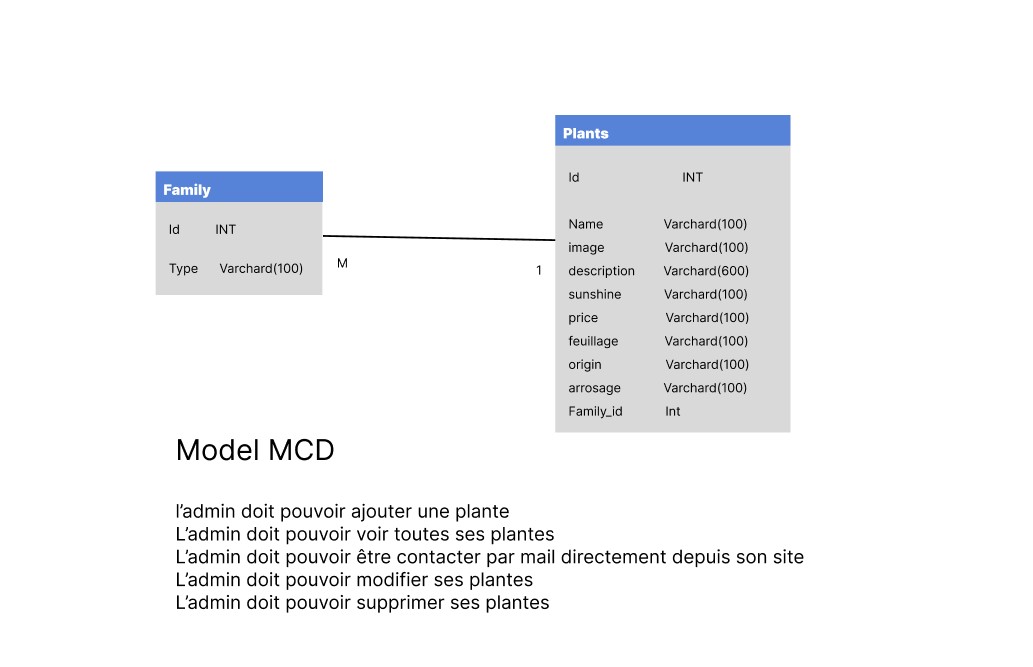 Plants
Id INT
Name Varchard(100)
image Varchard(100)
description Varchard(600)
sunshine Varchard(100)
price Varchard(100)
feuillage Varchard(100)
origin Varchard(100)
arrosage Varchard(100)
Family_id Int
Family
Id INT
Type Varchard(100)
M
1
Model MCD
l’admin doit pouvoir ajouter une plante
L’admin doit pouvoir voir toutes ses plantes
L’admin doit pouvoir être contacter par mail directement depuis son site
L’admin doit pouvoir modifier ses plantes
L’admin doit pouvoir supprimer ses plantes